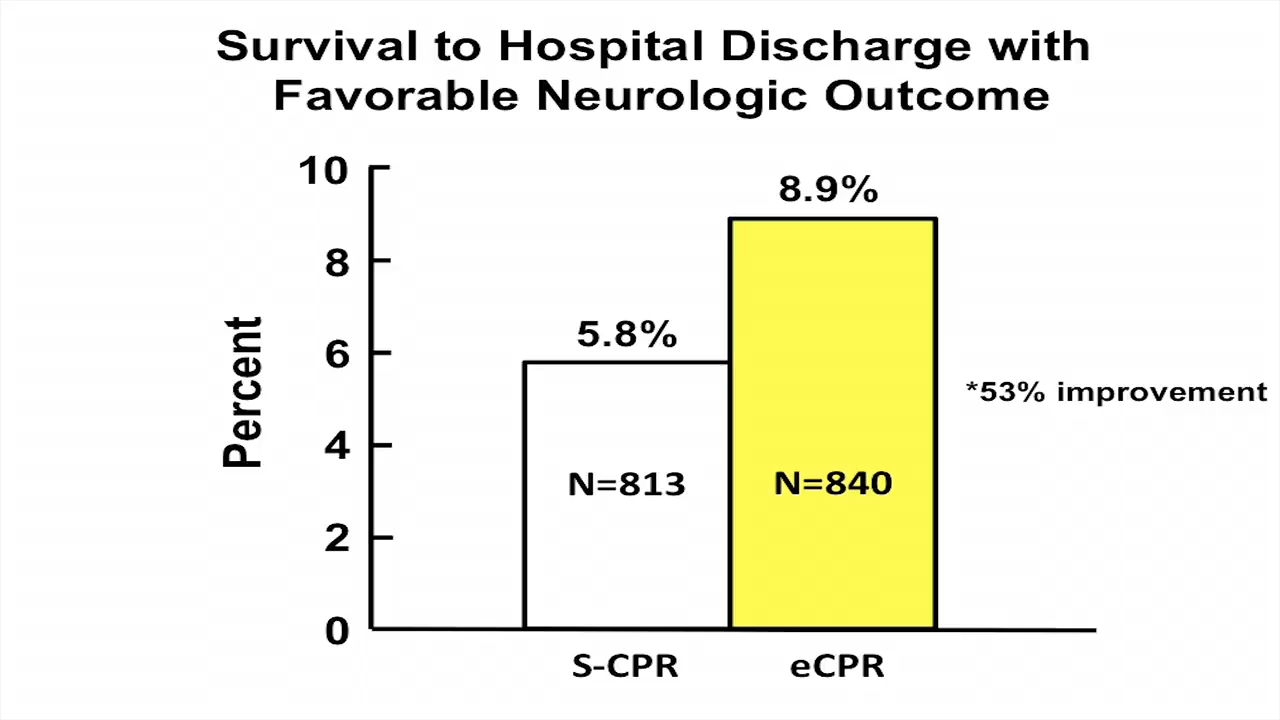 Survival to Hospital Discharge with
Favorable Neurologic Outcome
Percent
10
8
6
4
2
0
5.8%
8.9%
N=813
N=840
*53% improvement
S-CPR
eCPR